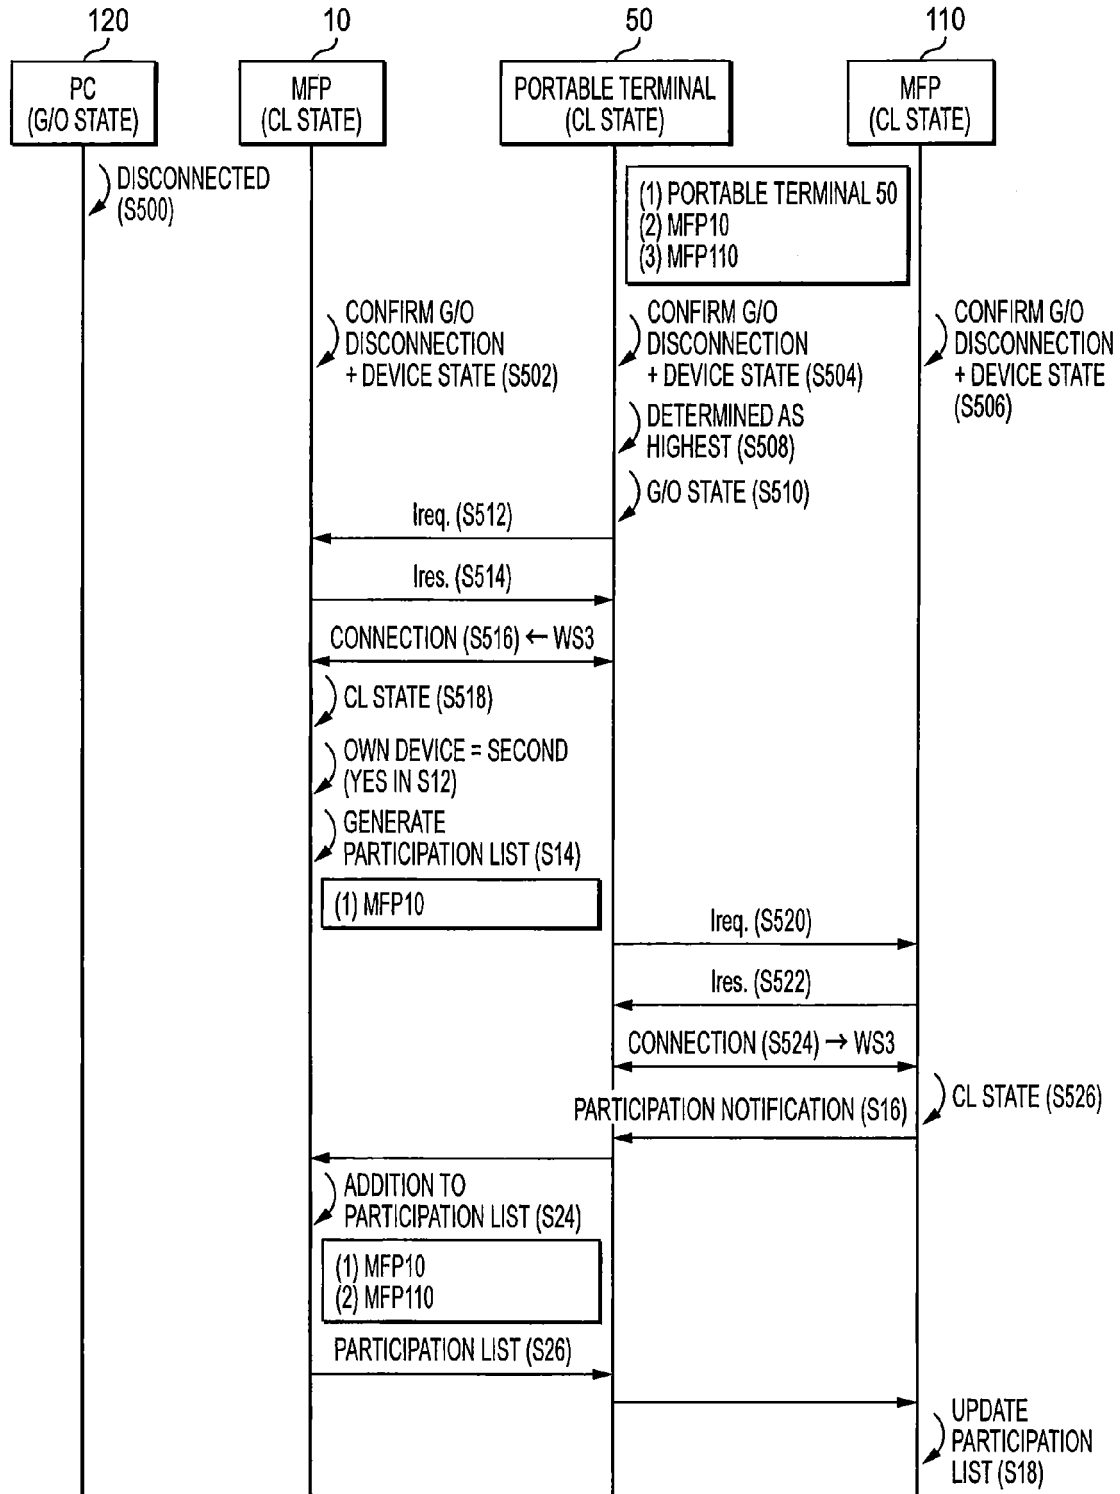 120
10
50
110
PC
(G/O STATE)
MFP
(CL STATE)
PORTABLE TERMINAL
(CL STATE)
MFP
(CL STATE)
DISCONNECTED
(S500)
(1) PORTABLE TERMINAL 50
(2) MFP10
(3) MFP110
CONFIRM G/O
DISCONNECTION
+ DEVICE STATE (S502)
CONFIRM G/O
DISCONNECTION
+ DEVICE STATE (S504)
CONFIRM G/O
DISCONNECTION
+ DEVICE STATE
(S506)
DETERMINED AS
HIGHEST (S508)
G/O STATE (S510)
Ireq. (S512)
Ires. (S514)
CONNECTION (S516) ← WS3
CL STATE (S518)
OWN DEVICE = SECOND
(YES IN S12)
GENERATE
PARTICIPATION LIST (S14)
(1) MFP10
Ireq. (S520)
Ires. (S522)
CONNECTION (S524) → WS3
CL STATE (S526)
PARTICIPATION NOTIFICATION (S16)
ADDITION TO
PARTICIPATION LIST (S24)
(1) MFP10
(2) MFP110
PARTICIPATION LIST (S26)
UPDATE
PARTICIPATION
LIST (S18)